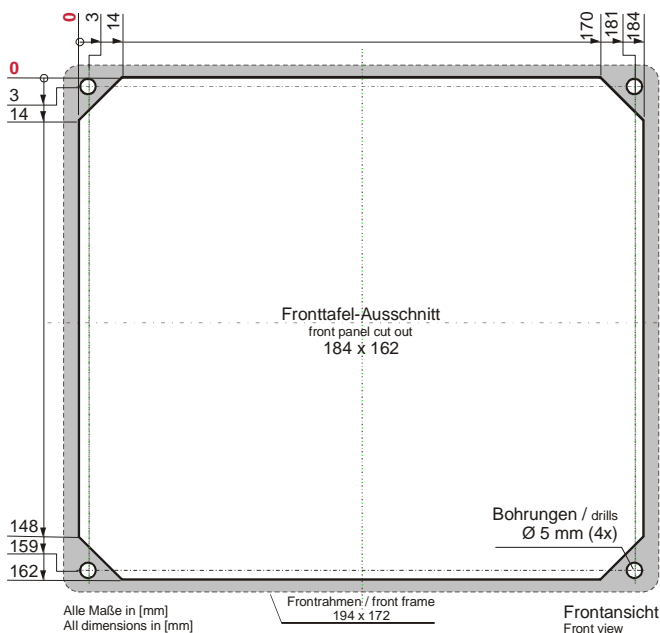 0
3
14
170
181
184
0
3
14
Fronttafel-Ausschnitt
front panel cut out
184 x 162
148
159
162
Bohrungen / drills
Ø 5 mm (4x)
Alle Maße in [mm]
All dimensions in [mm]
Frontrahmen / front frame
194 x 172
Frontansicht
Front view